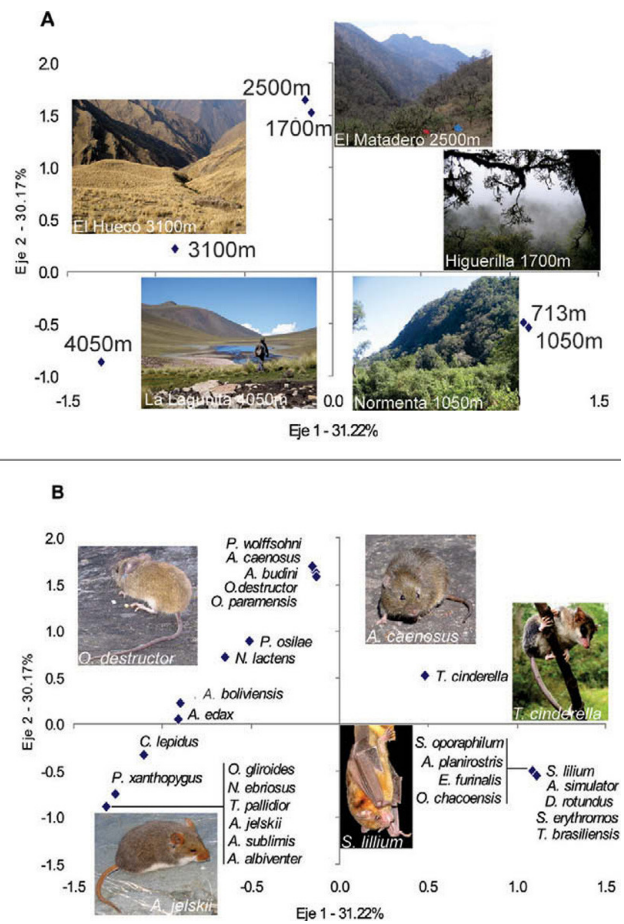 A
2.0
1.5
1.0
0.5
0.0
-0.5
-1.0
Eje 2 - 30.17%
2500m
1700m
El Matadero 2500m
El Hueco 3100m
3100m
Higuerilla 1700m
713m
1050m
4050m
La Lagunita 4050m
Normenta 1050m
-1.5
0.0
1.5
Eje 1 - 31.22%
B
2.0
1.5
1.0
0.5
0.0
-0.5
-1.0
-1.5
Eje 2 - 30.17%
P. wolffsohni
A. caenosus
A. budini
O.destructor
O. paramensis
O. destructor
A. caenosus
P. osilae
N. lactens
T. cinderella
T. cinderella
. A. boliviensis
A. edax
C. lepidus
P. xanthopygus
O. gliroides
N. ebriosus
T. pallidior
A. jelskii
A. sublimis
A. albiventer
A. jelskii
S. lillium
S. oporaphilum
A. planirostris
E. furinalis
O. chacoensis
S. lilium
A. simulator
D. rotundus
S. erythromos
T. brasiliensis
-1.5
-0.5
0.0
0.5
1.0
1.5
Eje 1 - 31.22%